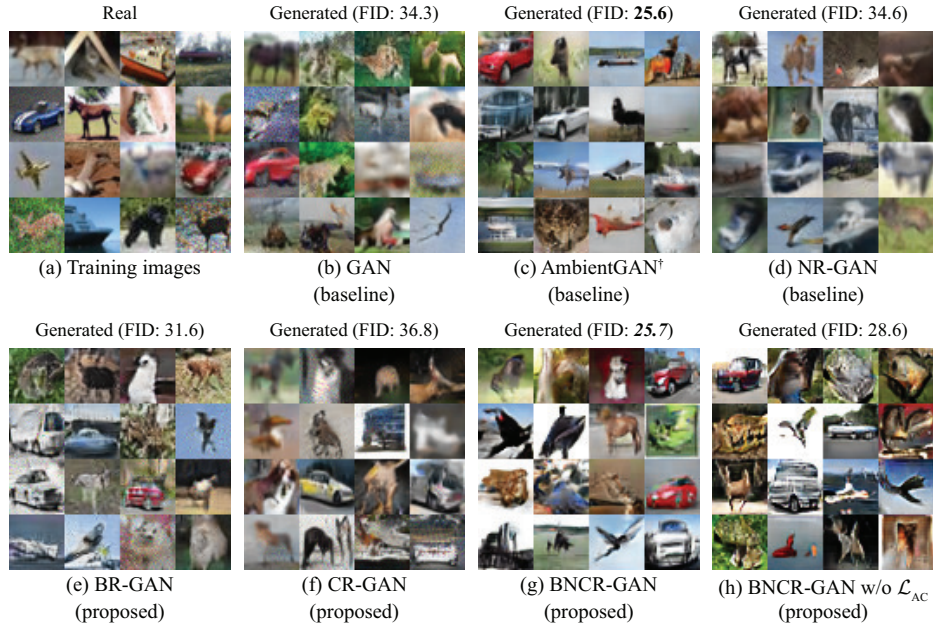 Real
Generated (FID: 34.3)
Generated (FID: 25.6)
Generated (FID: 34.6)
(a) Training images
(b) GAN
(baseline)
(c) AmbientGAN†
(baseline)
(d) NR-GAN
(baseline)
Generated (FID: 31.6)
Generated (FID: 36.8)
Generated (FID: 25.7)
Generated (FID: 28.6)
(e) BR-GAN
(proposed)
(f) CR-GAN
(proposed)
(g) BNCR-GAN
(proposed)
(h) BNCR-GAN w/o ℒAC
(proposed)